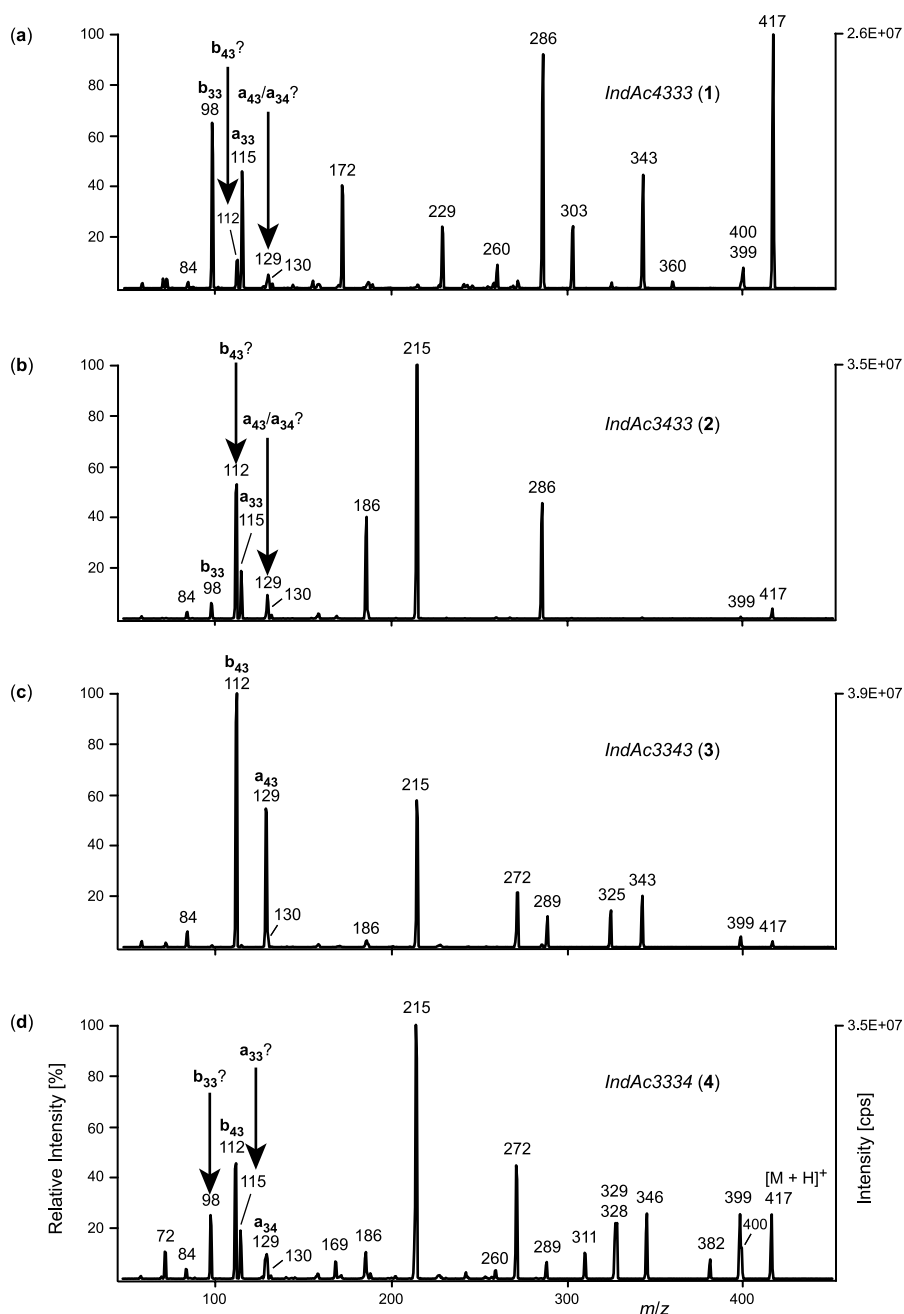 (a)
100
80
60
40
20
b43?
b33
98
a43/a34?
a33
115
112
84
129
130
172
229
260
286
303
343
360
400
399
417
2.6E+07
IndAc4333 (1)
(b)
100
80
60
40
20
b43?
a43/a34?
112
a33
115
b33
98
84
129
130
186
215
286
399
417
3.5E+07
IndAc3433 (2)
(c)
100
80
60
40
20
b43
112
a43
129
130
84
186
215
272
289
325
343
399
417
3.9E+07
IndAc3343 (3)
(d)
100
80
60
40
20
Relative Intensity [%]
b33?
a33?
b43
112
115
98
72
84
a34
129
130
169
186
215
260
272
289
311
329
328
346
382
399
400
[M + H]+
417
3.5E+07
Intensity [cps]
IndAc3334 (4)
100
200
300
400
m/z